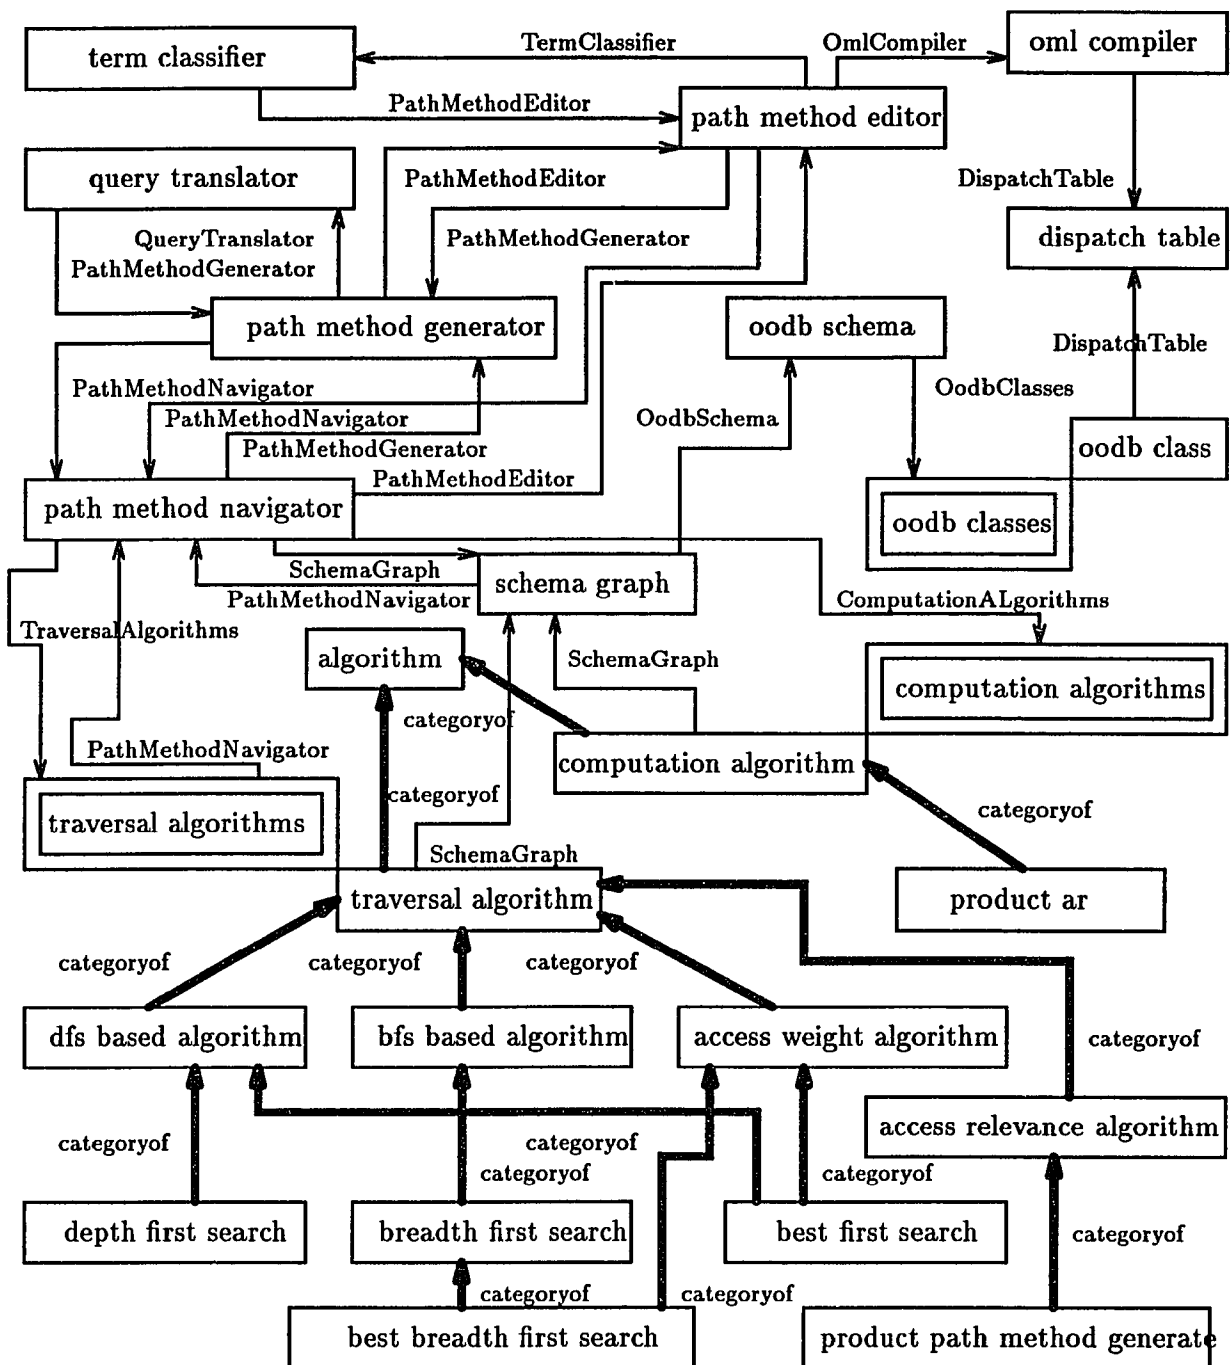 TermClassifier
OmlCompiler
oml compiler
term classifier
PathMethodEditor
path method editor
query translator
PathMethodEditor
DispatchTable
QueryTranslator
PathMethodGenerator
dispatch table
PathMethodGenerator
path method generator
oodb schema
DispatchTable
PathMethodNavigator
OodbClasses
PathMethodNavigator
OodbSchema
PathMethodGenerator
oodb class
PathMethodEditor
path method navigator
oodb classes
SchemaGraph
schema graph
PathMethodNavigator
ComputationALgorithms
TraversalAlgorithms
algorithm
SchemaGraph
computation algorithms
categoryof
PathMethodNavigator
computation algorithm
categoryof
categoryof
traversal algorithms
SchemaGraph
traversal algorithm
product ar
categoryof
categoryof
categoryof
dfs based algorithm
bfs based algorithm
access weight algorithm
categoryof
access relevance algorithm
categoryof
categoryof
categoryof
categoryof
depth first search
breadth first search
best first search
categoryof
categoryof
categoryof
best breadth first search
product path method generate